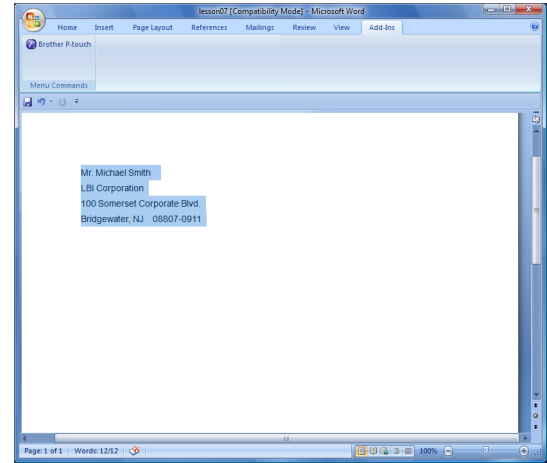 lesson07 [Compatibility Mode] - Microsoft Word
Home Insert Page Layout References Mailings Review View Add-Ins
Brother P-touch
Menu Commands
Mr. Michael Smith
LBI Corporation
100 Somerset Corporate Blvd.
Bridgewater, NJ 08807-0911
Page: 1 of 1 Words: 12/12 100%